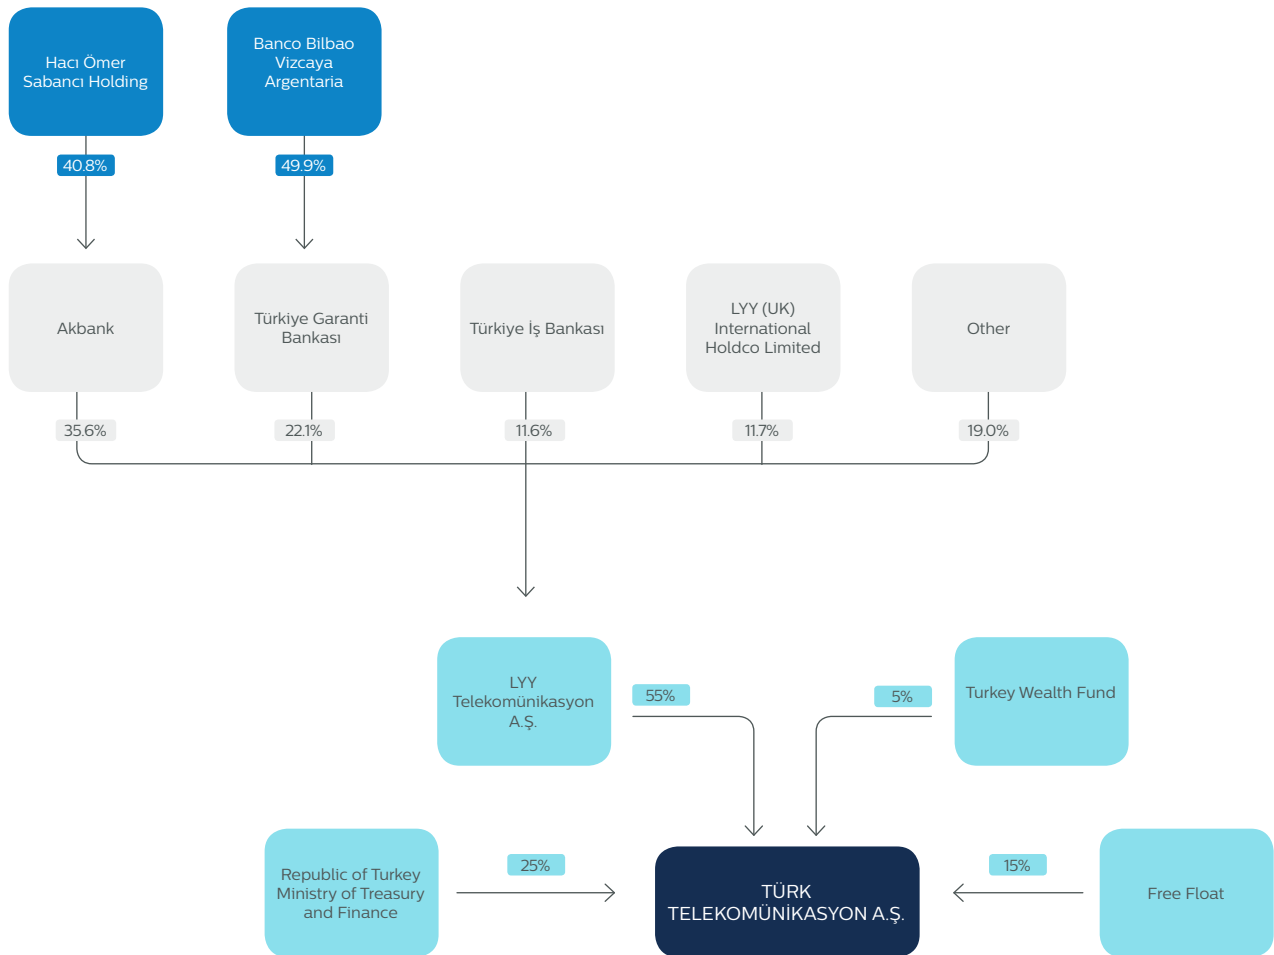 Hacı Ömer
Sabancı Holding
Banco Bilbao
Vizcaya
Argentaria
40.8%
49.9%
Akbank
Türkiye Garanti
Bankası
Türkiye İş Bankası
LYY (UK)
International
Holdco Limited
Other
35.6%
22.1%
11.6%
11.7%
19.0%
LYY
Telekomünikasyon
A.Ş.
55%
5%
Turkey Wealth Fund
Republic of Turkey
Ministry of Treasury
and Finance
25%
TÜRK
TELEKOMÜNİKASYON A.Ş.
15%
Free Float